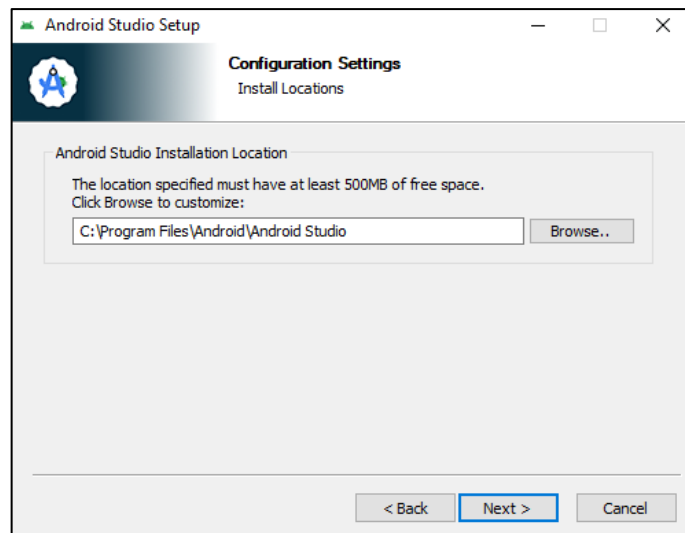 Android Studio Setup
Configuration Settings
Install Locations
Android Studio Installation Location
The location specified must have at least 500MB of free space.
Click Browse to customize:
C:\Program Files\Android\Android Studio
Browse..
< Back
Next >
Cancel